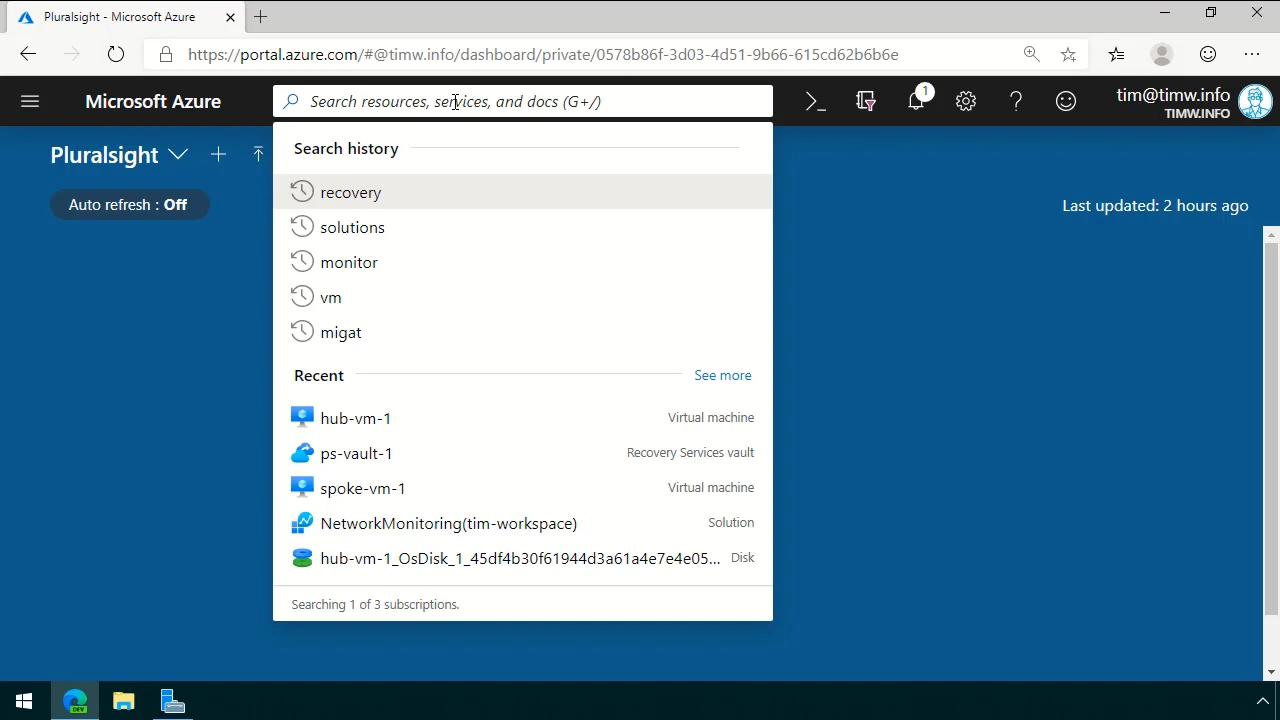 Pluralsight - Microsoft Azure
https://portal.azure.com/#@timw.info/dashboard/private/0578b86f-3d03-4d51-9b66-615cd62b6b6e
Microsoft Azure
Search resources, services, and docs (G+/)
1
tim@timw.info
TIMW.INFO
Pluralsight
Auto refresh : Off
Last updated: 2 hours ago
Search history
recovery
solutions
monitor
vm
migat
Recent
See more
hub-vm-1 Virtual machine
ps-vault-1 Recovery Services vault
spoke-vm-1 Virtual machine
NetworkMonitoring(tim-workspace) Solution
hub-vm-1_OsDisk_1_45df4b30f61944d3a61a4e7e4e05... Disk
Searching 1 of 3 subscriptions.
DEV